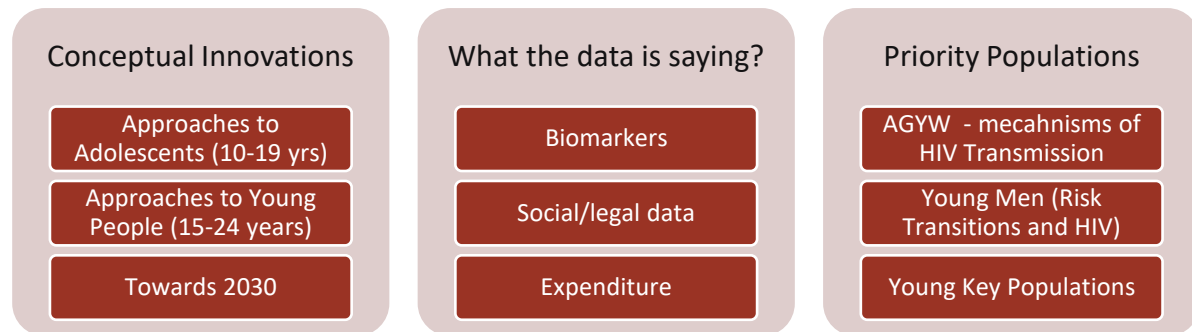 Conceptual Innovations
Approaches to
Adolescents (10-19 yrs)
Approaches to Young
People (15-24 years)
Towards 2030
What the data is saying?
Biomarkers
Social/legal data
Expenditure
Priority Populations
AGYW - mecahnisms of
HIV Transmission
Young Men (Risk
Transitions and HIV)
Young Key Populations